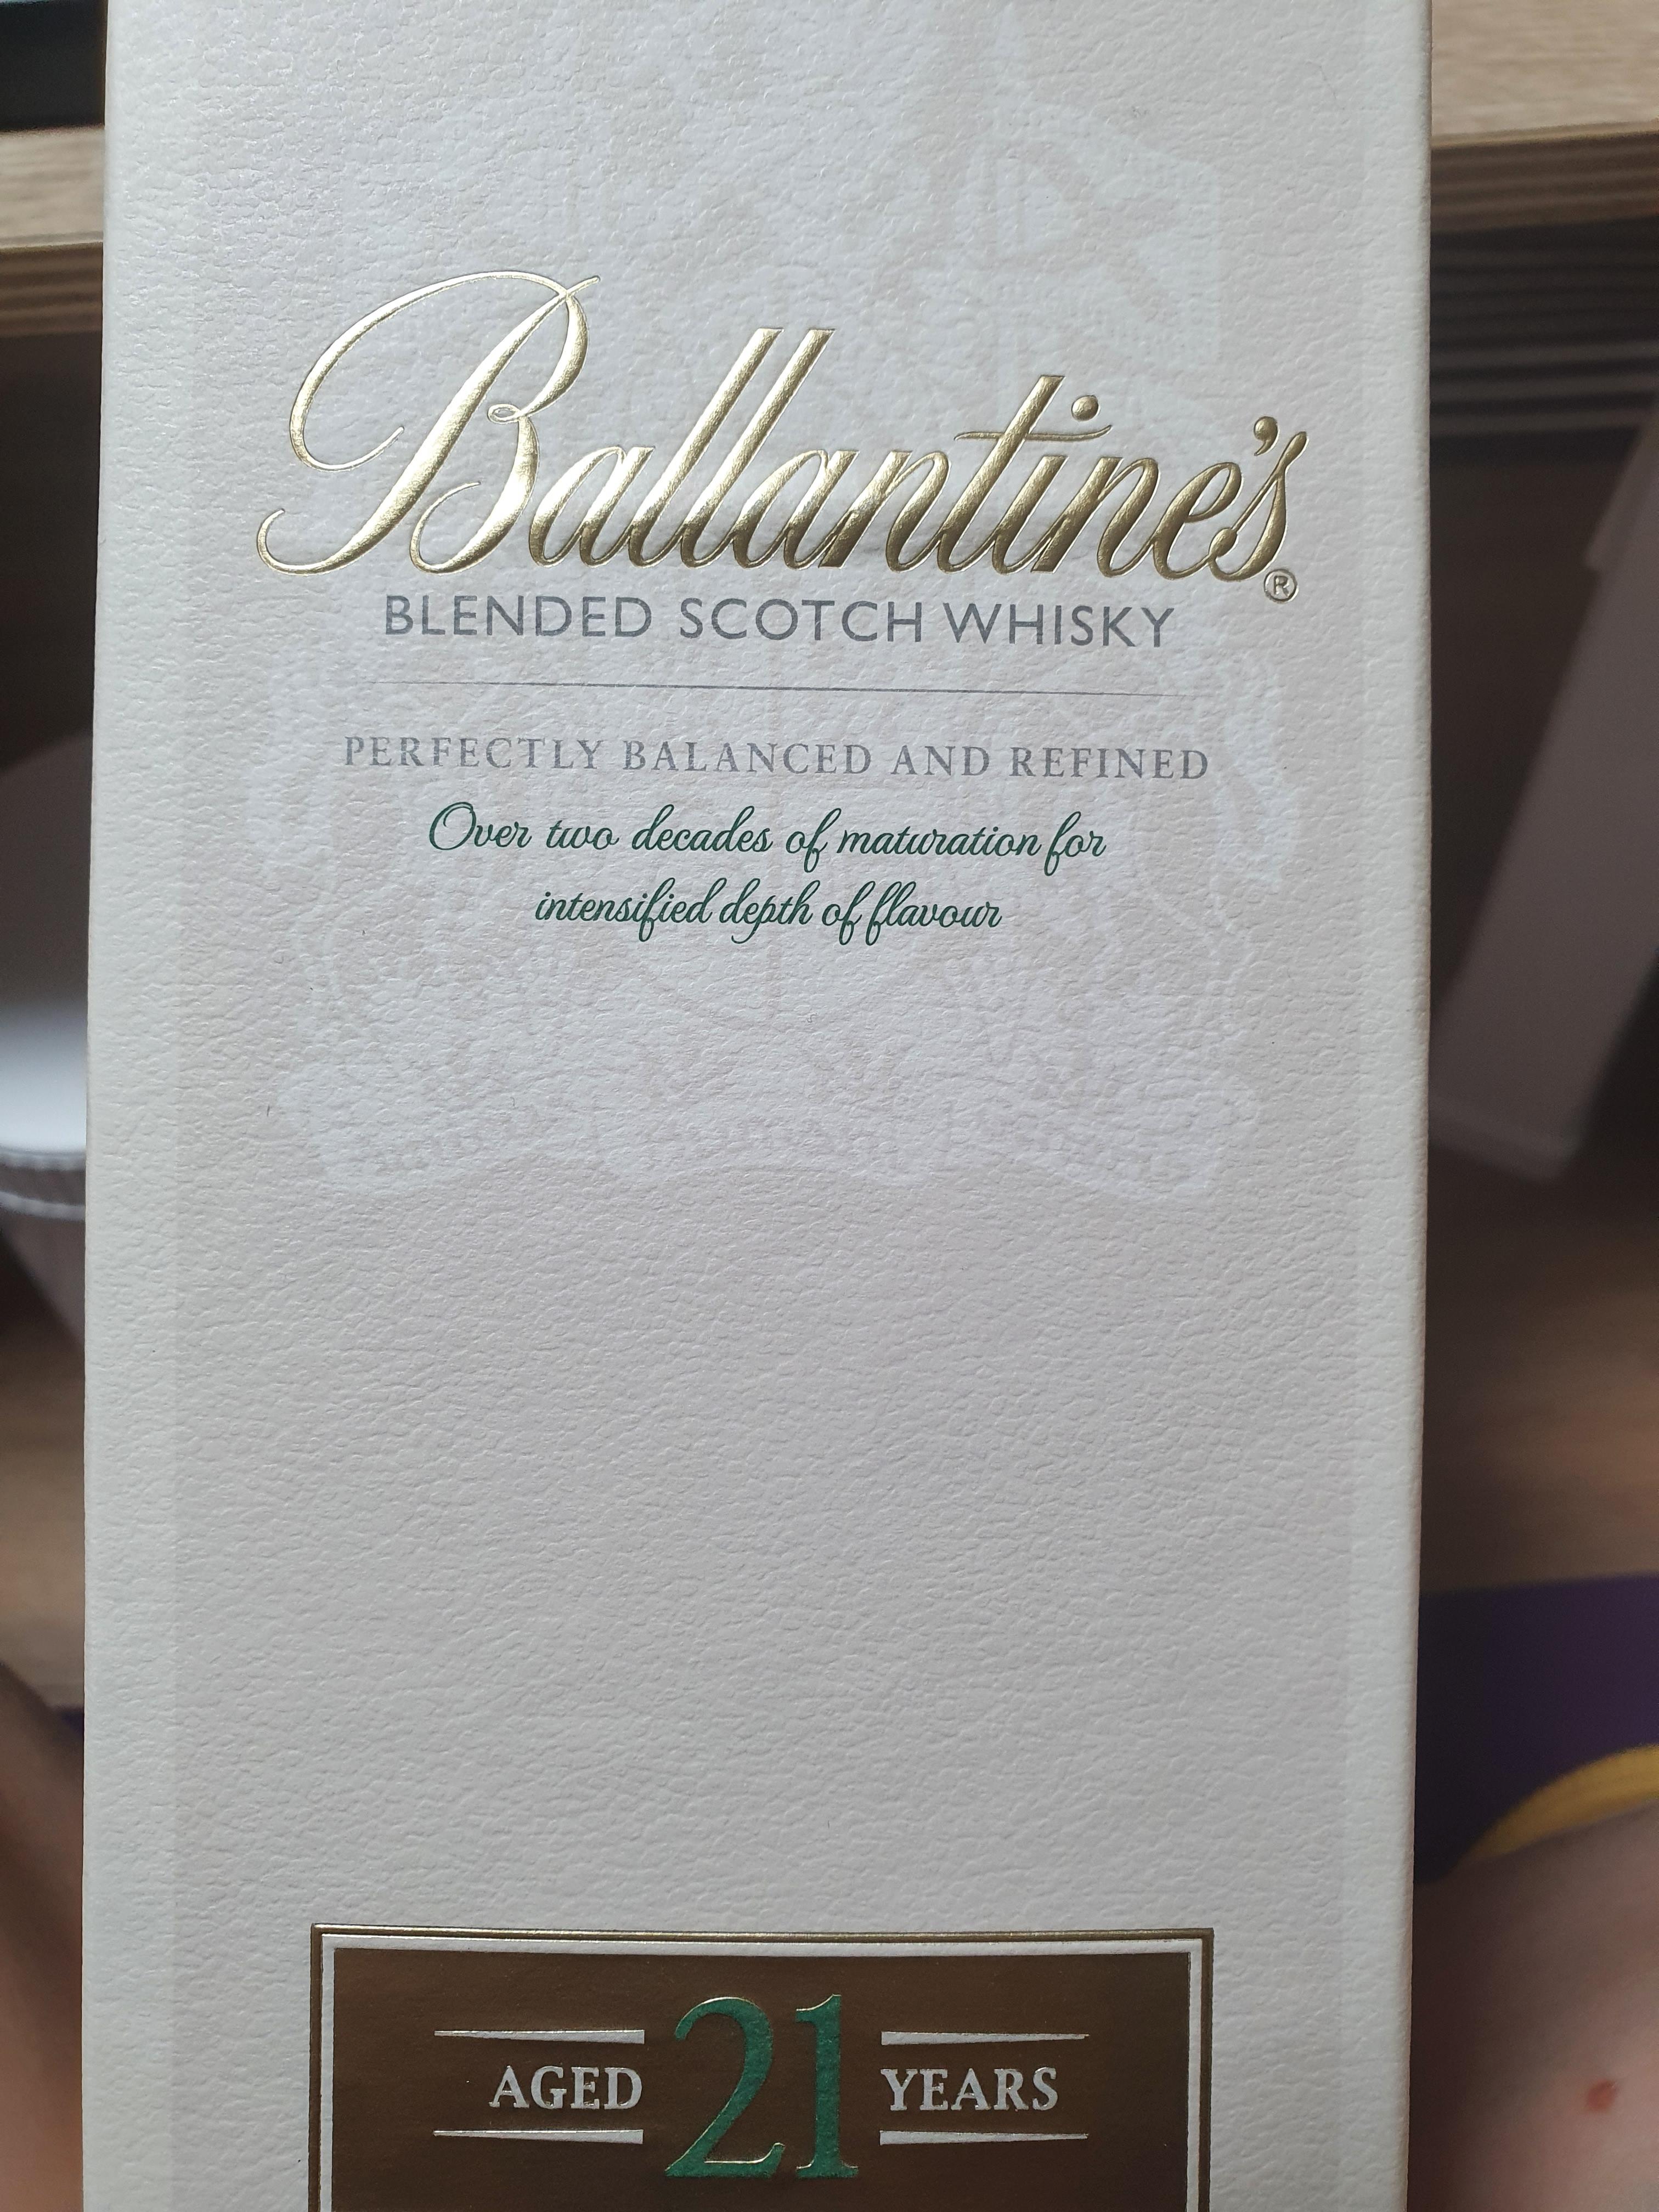 Ballantine's®
BLENDED SCOTCH WHISKY
PERFECTLY BALANCED AND REFINED
Over two decades of maturation for
intensified depth of flavour
AGED 21 YEARS